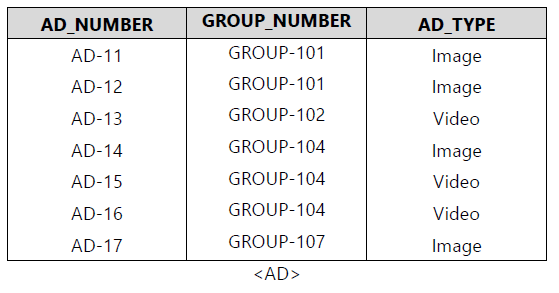 AD_NUMBER GROUP_NUMBER AD_TYPE
AD-11 GROUP-101 Image
AD-12 GROUP-101 Image
AD-13 GROUP-102 Video
AD-14 GROUP-104 Image
AD-15 GROUP-104 Video
AD-16 GROUP-104 Video
AD-17 GROUP-107 Image
<AD>